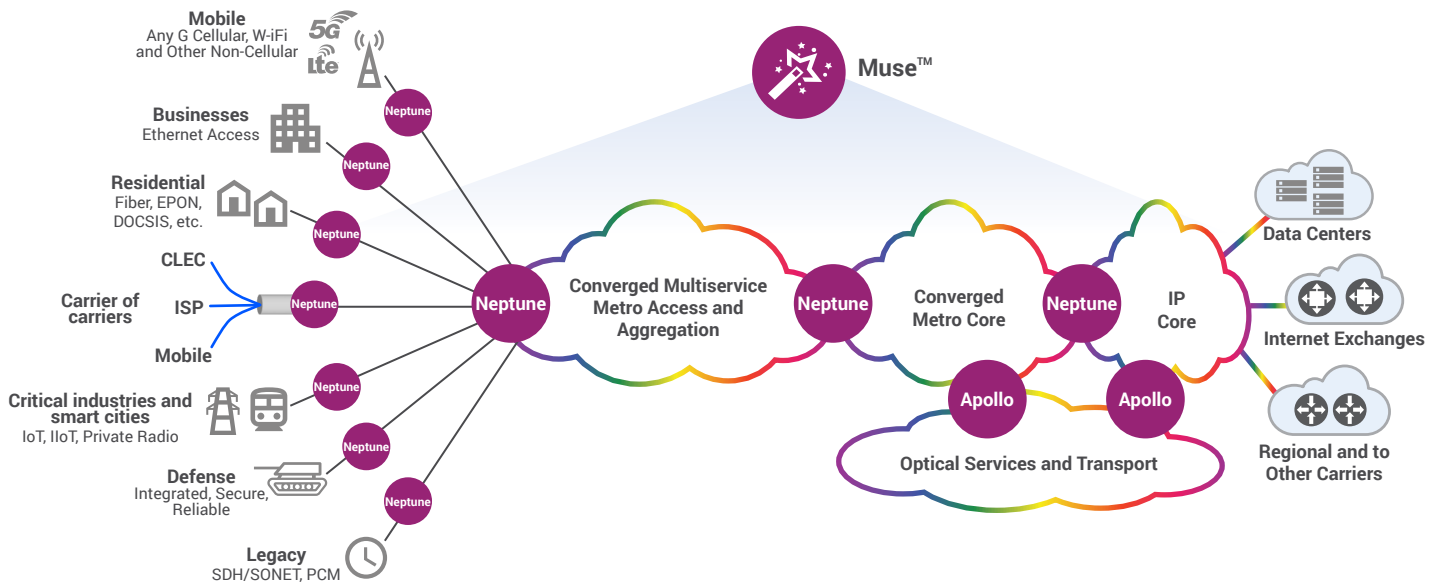 Mobile
Any G Cellular, W-iFi
and Other Non-Cellular
5G
Lte
Neptune
Businesses
Ethernet Access
Neptune
Residential
Fiber, EPON,
DOCSIS, etc.
Neptune
CLEC
Carrier of
carriers
ISP
Mobile
Neptune
Critical industries and
smart cities
IoT, IIoT, Private Radio
Neptune
Defense
Integrated, Secure,
Reliable
Neptune
Legacy
SDH/SONET, PCM
Neptune
Muse™
Neptune
Converged Multiservice
Metro Access and
Aggregation
Neptune
Converged
Metro Core
Neptune
IP
Core
Apollo
Apollo
Optical Services and Transport
Data Centers
Internet Exchanges
Regional and to
Other Carriers